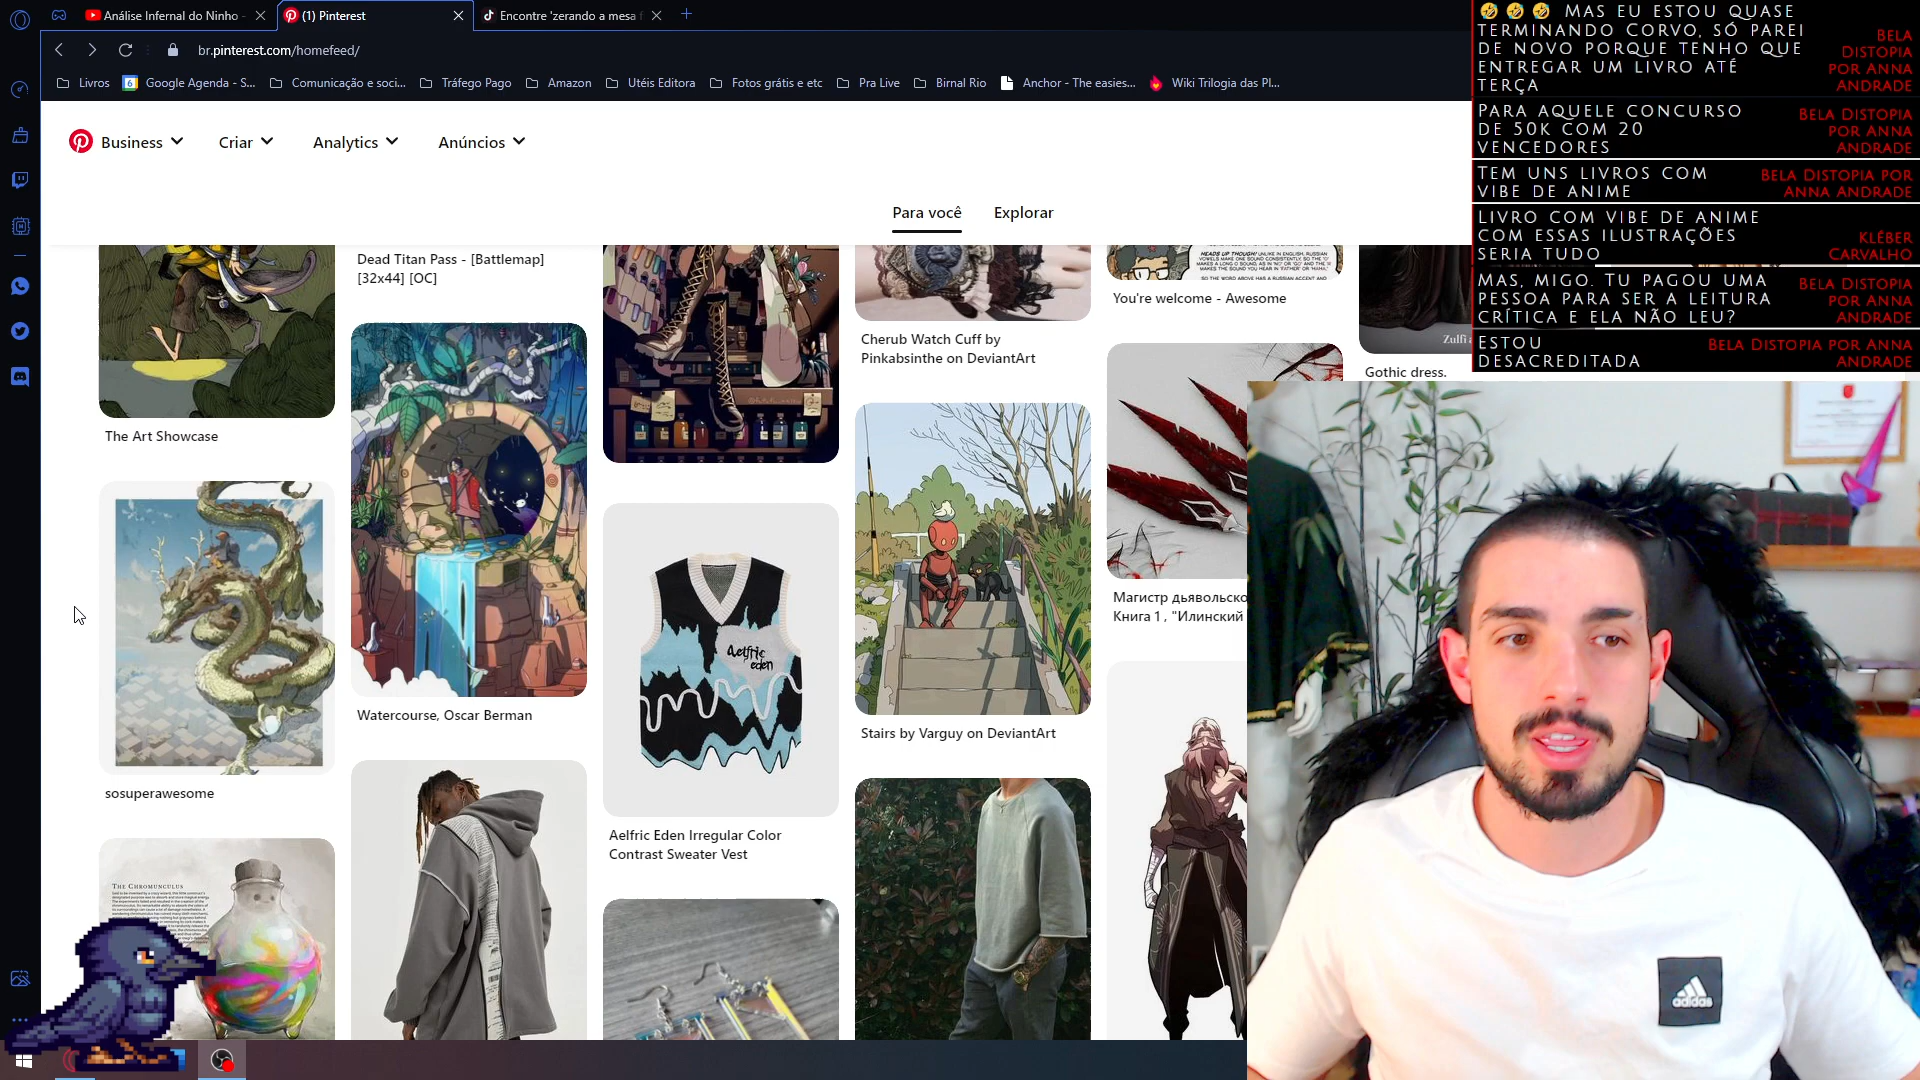 Análise Infernal do Ninho -
(1) Pinterest
Encontre 'zerando a mesa
br.pinterest.com/homefeed/
Livros
Google Agenda - S...
Comunicação e soci...
Tráfego Pago
Amazon
Utéis Editora
Fotos grátis e etc
Pra Live
Birnal Rio
Anchor - The easies...
Wiki Trilogia das Pl...
Business
Criar
Analytics
Anúncios
Para você
Explorar
The Art Showcase
sosuperawesome
The Chromunculus
Dead Titan Pass - [Battlemap]
[32x44] [OC]
Watercourse, Oscar Berman
Aelfric
eden
Aelfric Eden Irregular Color
Contrast Sweater Vest
Cherub Watch Cuff by
Pinkabsinthe on DeviantArt
Stairs by Varguy on DeviantArt
You're welcome - Awesome
Магистр дьявольско
Книга 1, "Илинский
Gothic dress.
🤣 🤣 🤣 MAS EU ESTOU QUASE
TERMINANDO CORVO, SÓ PAREI
DE NOVO PORQUE TENHO QUE
ENTREGAR UM LIVRO ATÉ
TERÇA
BELA
DISTOPIA
POR ANNA
ANDRADE
PARA AQUELE CONCURSO
DE 50K COM 20
VENCEDORES
BELA DISTOPIA
POR ANNA
ANDRADE
TEM UNS LIVROS COM
VIBE DE ANIME
BELA DISTOPIA POR
ANNA ANDRADE
LIVRO COM VIBE DE ANIME
COM ESSAS ILUSTRAÇÕES
SERIA TUDO
KLÉBER
CARVALHO
MAS, MIGO. TU PAGOU UMA
PESSOA PARA SER A LEITURA
CRÍTICA E ELA NÃO LEU?
BELA DISTOPIA
POR ANNA
ANDRADE
ESTOU
DESACREDITADA
BELA DISTOPIA POR ANNA
ANDRADE
adidas